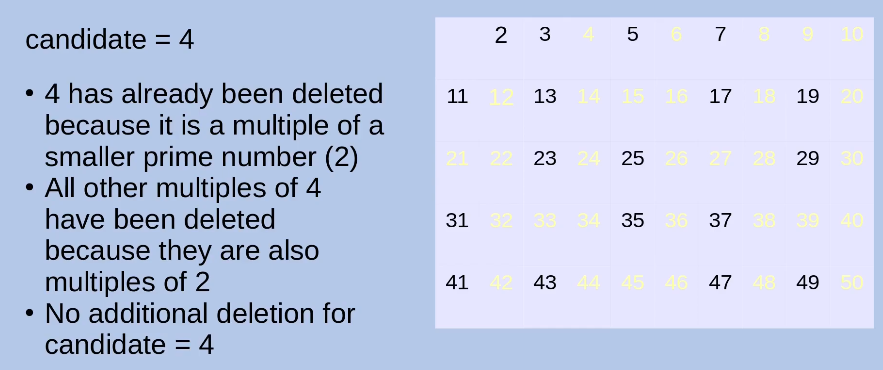 candidate = 4
• 4 has already been deleted
because it is a multiple of a
smaller prime number (2)
• All other multiples of 4
have been deleted
because they are also
multiples of 2
• No additional deletion for
candidate = 4
2 3 4 5 6 7 8 9 10
11 12 13 14 15 16 17 18 19 20
21 22 23 24 25 26 27 28 29 30
31 32 33 34 35 36 37 38 39 40
41 42 43 44 45 46 47 48 49 50